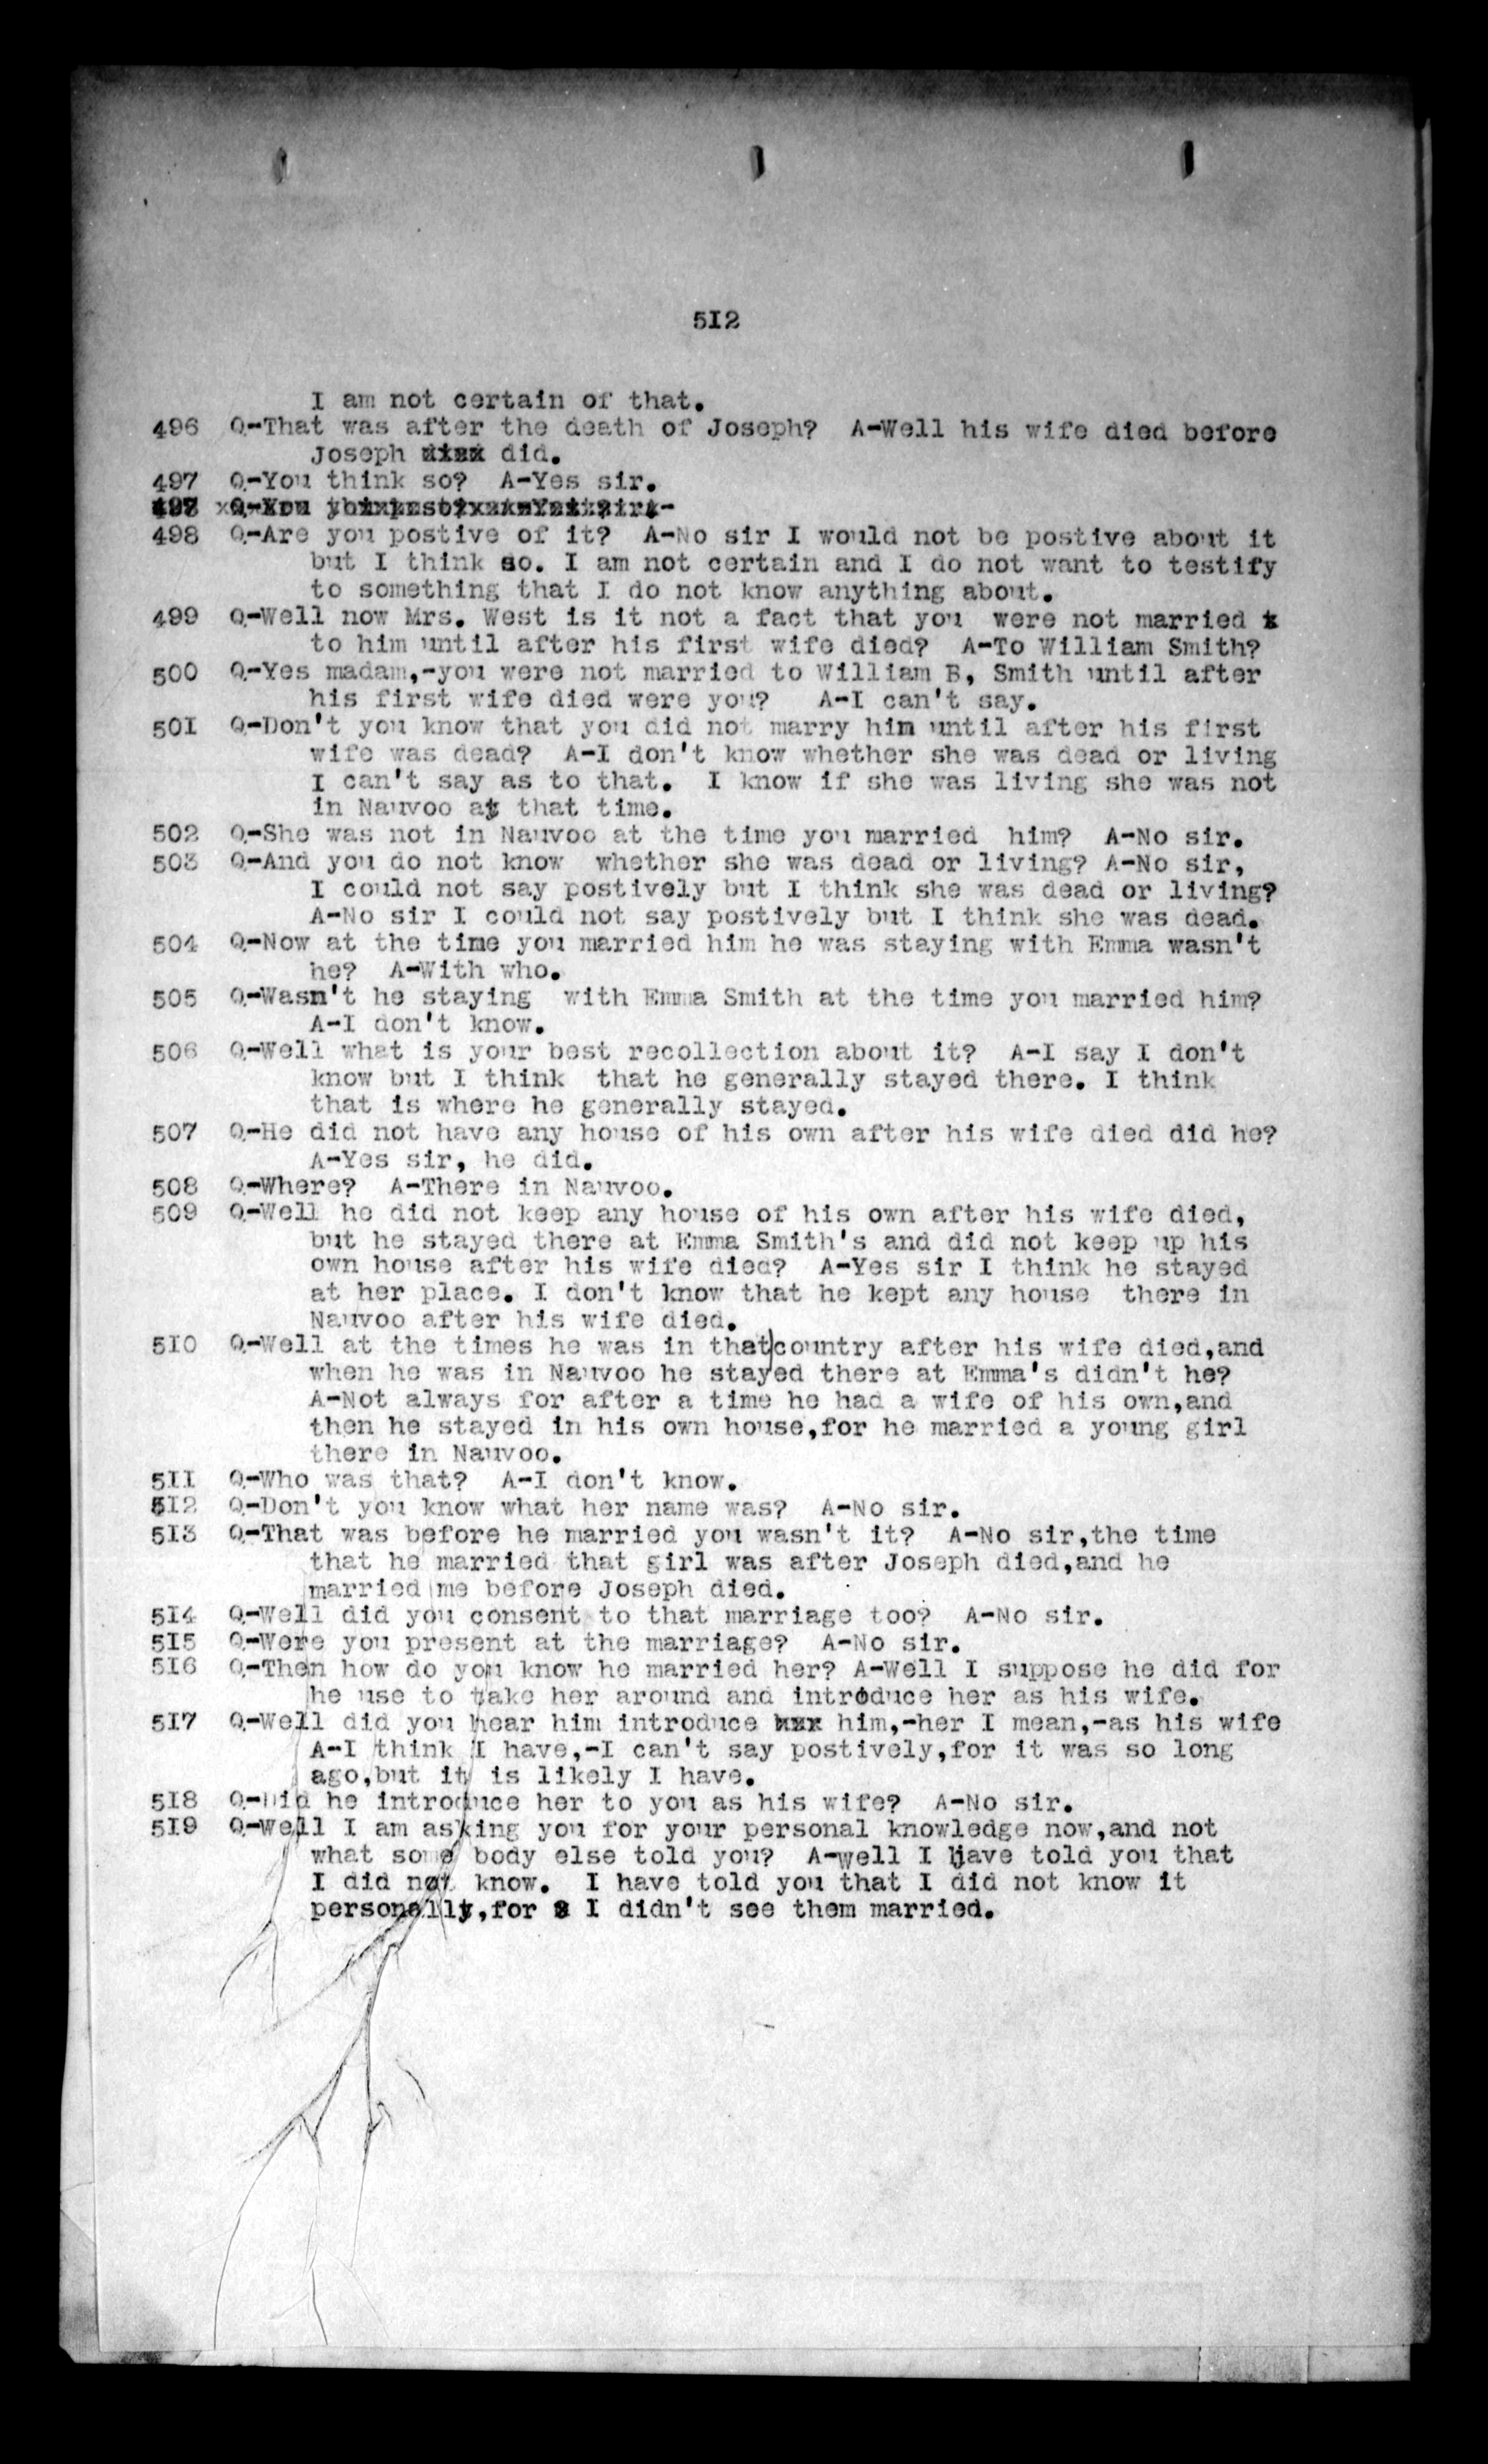 5I2
I am not certain of that.
496 Q-That was after the death of Joseph? A-Well his wife died before
Joseph did.
497 Q-You think so? A-Yes sir.
498 Q-Are you postive of it? A-No sir I would not be postive about it
but I think so. I am not certain and I do not want to testify
to something that I do not know anything about.
499 Q-Well now Mrs. West is it not a fact that you were not married
to him until after his first wife died? A-To William Smith?
500 Q-Yes madam,-you were not married to William B, Smith until after
his first wife died were you? A-I can't say.
50I Q-Don't you know that you did not marry him until after his first
wife was dead? A-I don't know whether she was dead or living
I can't say as to that. I know if she was living she was not
in Nauvoo at that time.
502 Q-She was not in Nauvoo at the time you married him? A-No sir.
503 Q-And you do not know whether she was dead or living? A-No sir,
I could not say postively but I think she was dead or living?
A-No sir I could not say postively but I think she was dead.
504 Q-Now at the time you married him he was staying with Emma wasn't
he? A-With who.
505 Q-Wasn't he staying with Emma Smith at the time you married him?
A-I don't know.
506 Q-Well what is your best recollection about it? A-I say I don't
know but I think that he generally stayed there. I think
that is where he generally stayed.
507 Q-He did not have any house of his own after his wife died did he?
A-Yes sir, he did.
508 Q-Where? A-There in Nauvoo.
509 Q-Well he did not keep any house of his own after his wife died,
but he stayed there at Emma Smith's and did not keep up his
own house after his wife died? A-Yes sir I think he stayed
at her place. I don't know that he kept any house there in
Nauvoo after his wife died.
5I0 Q-Well at the times he was in that|country after his wife died,and
when he was in Nauvoo he stayed there at Emma's didn't he?
A-Not always for after a time he had a wife of his own,and
then he stayed in his own house,for he married a young girl
there in Nauvoo.
5II Q-Who was that? A-I don't know.
5I2 Q-Don't you know what her name was? A-No sir.
5I3 Q-That was before he married you wasn't it? A-No sir,the time
that he married that girl was after Joseph died,and he
married me before Joseph died.
5I4 Q-Well did you consent to that marriage too? A-No sir.
5I5 Q-Were you present at the marriage? A-No sir.
5I6 Q-Then how do you know he married her? A-Well I suppose he did for
he use to take her around and introduce her as his wife.
5I7 Q-Well did you hear him introduce him,-her I mean,-as his wife
A-I think I have,-I can't say postively,for it was so long
ago,but it is likely I have.
5I8 Q-Did he introduce her to you as his wife? A-No sir.
5I9 Q-Well I am asking you for your personal knowledge now,and not
what some body else told you? A-well I have told you that
I did not know. I have told you that I did not know it
personally,for I didn't see them married.